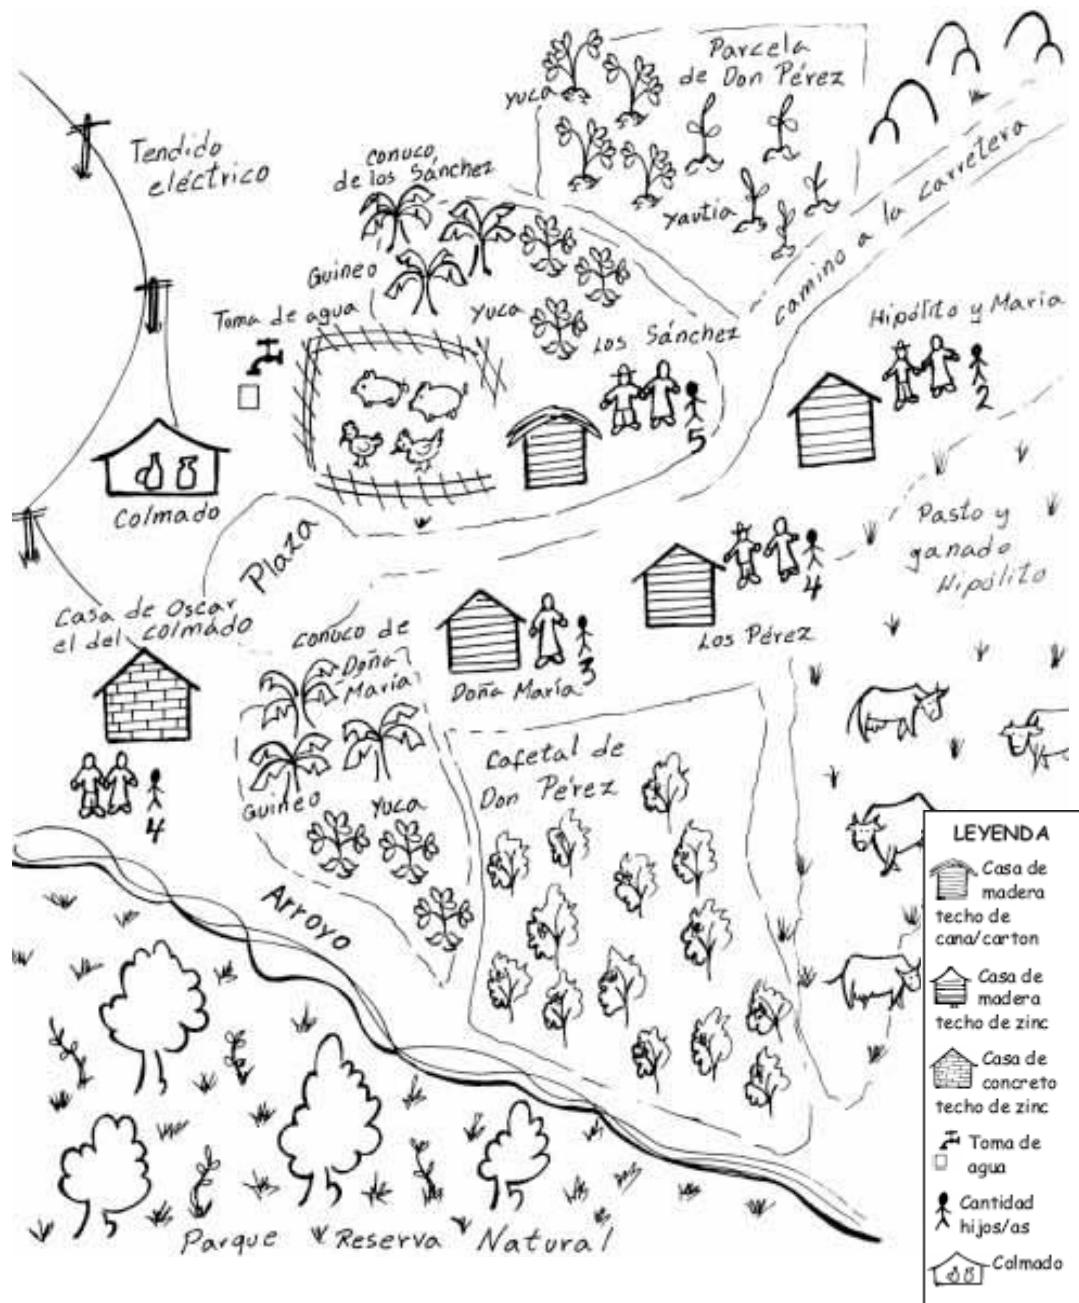 Parcela
de Don Pérez
yuca
Tendido
eléctrico
conuco
de los Sánchez
yautia
camino a la carretera
Guineo
Toma de agua
yuca
Los Sánchez
5
Hipólito y Maria
2
Colmado
Plaza
Pasto y
ganado
Hipólito
4
Los Pérez
Casa de Oscar
el del colmado
conuco de
Doña
María
Doña María
3
4
Guineo
yuca
Cafetal de
Don Pérez
Arroyo
Parque Reserva Natural
LEYENDA
Casa de
madera
techo de
cana/carton
Casa de
madera
techo de zinc
Casa de
concreto
techo de zinc
Toma de
agua
Cantidad
hijos/as
Colmado